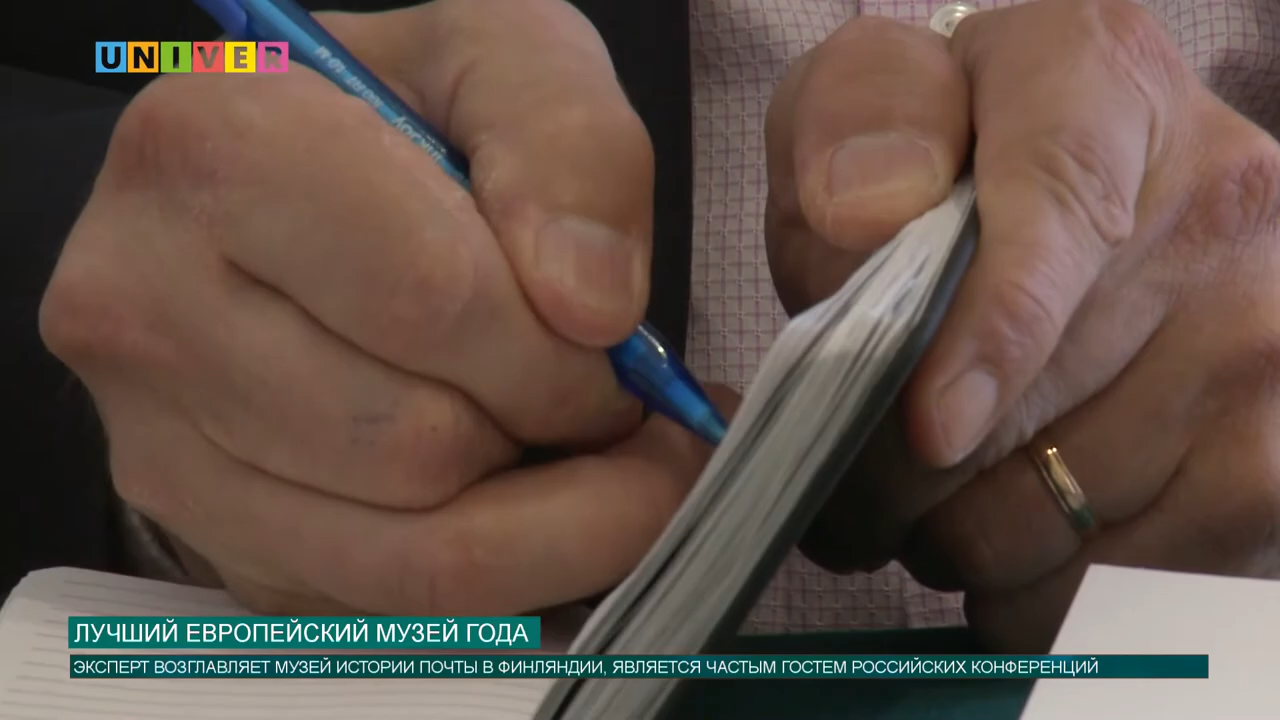 UNIVER
ЛУЧШИЙ ЕВРОПЕЙСКИЙ МУЗЕЙ ГОДА
ЭКСПЕРТ ВОЗГЛАВЛЯЕТ МУЗЕЙ ИСТОРИИ ПОЧТЫ В ФИНЛЯНДИИ, ЯВЛЯЕТСЯ ЧАСТЫМ ГОСТЕМ РОССИЙСКИХ КОНФЕРЕНЦИЙ